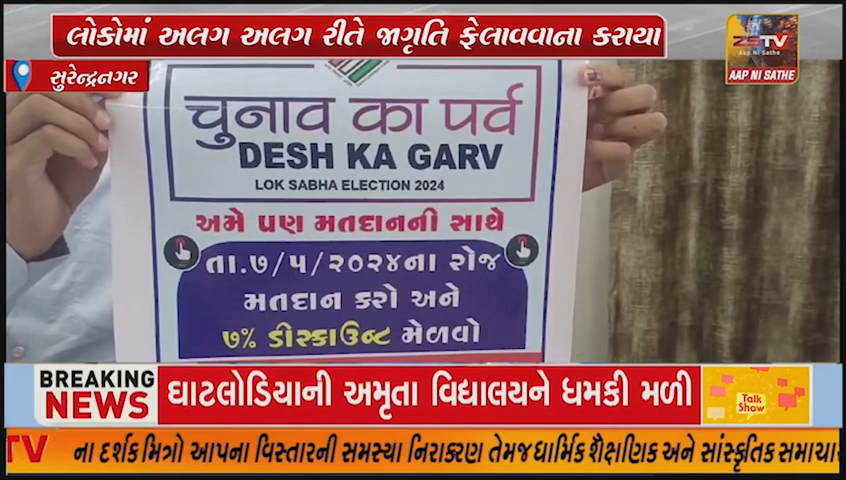 લોકોમાં અલગ અલગ રીતે જાગૃતિ ફેલાવવાના કરાયા
AAP NI SATHE
સુરેન્દ્રનગર
चुनाव का पर्व
DESH KA GARV
LOK SABHA ELECTION 2024
અમે પણ મતદાનની સાથે
તા.૭/૫/૨૦૨૪ના રોજ
મતદાન કરો અને
૭% ડીસ્કાઉન્ટ મેળવો
BREAKING NEWS
ઘાટલોડિયાની અમૃતા વિદ્યાલયને ધમકી મળી
Talk Show
TV ના દર્શક મિત્રો આપના વિસ્તારની સમસ્યા નિરાકરણ તેમજ ધાર્મિક શૈક્ષણિક અને સાંસ્કૃતિક સમાચાર